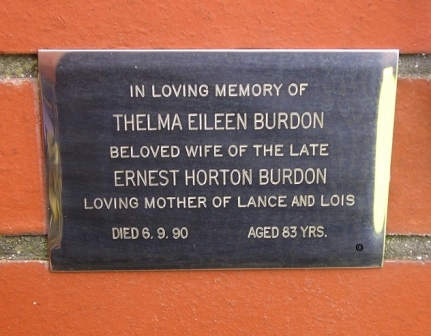 IN LOVING MEMORY OF
THELMA EILEEN BURDON
BELOVED WIFE OF THE LATE
ERNEST HORTON BURDON
LOVING MOTHER OF LANCE AND LOIS
DIED 6. 9. 90 AGED 83 YRS.